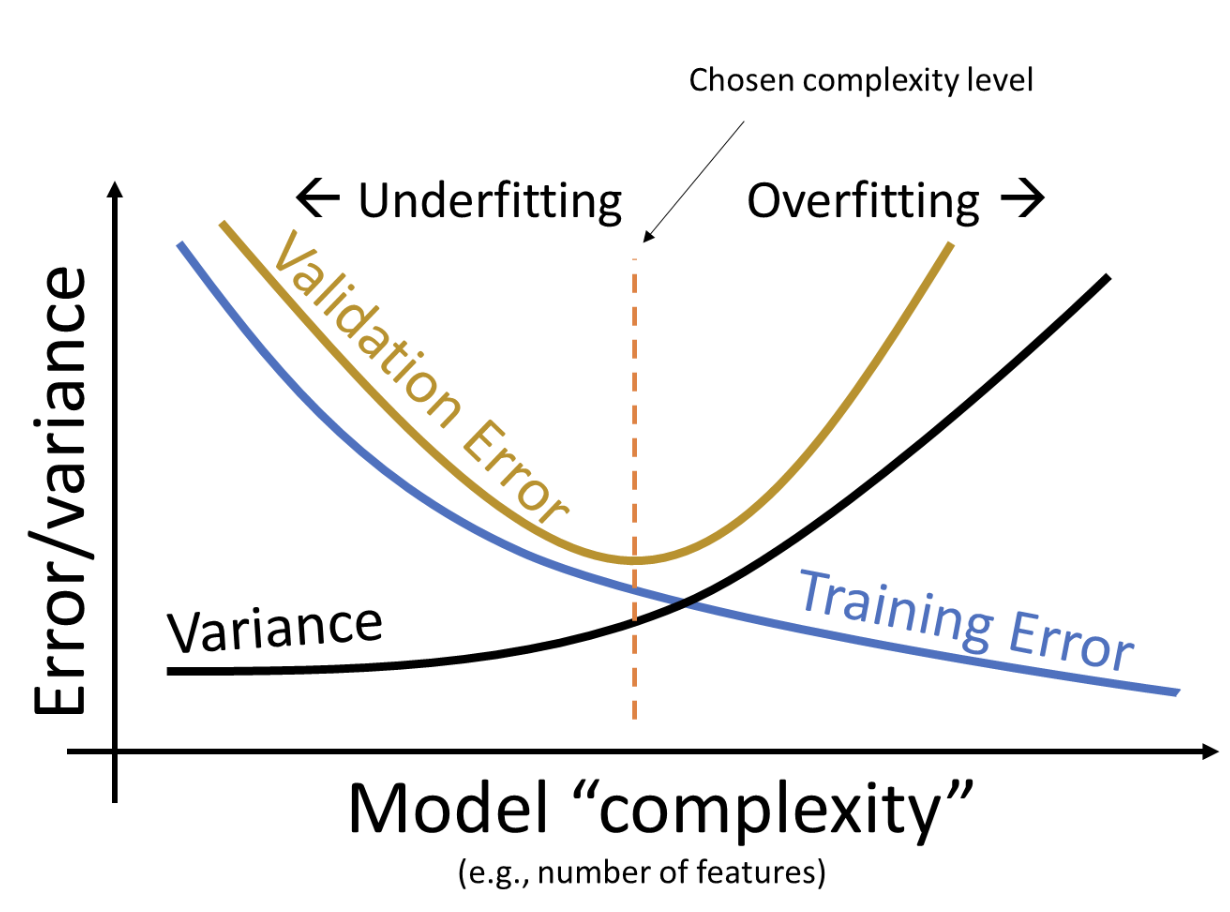 Chosen complexity level
← Underfitting
Overfitting →
Validation Error
Error/variance
Variance
Training Error
Model “complexity”
(e.g., number of features)